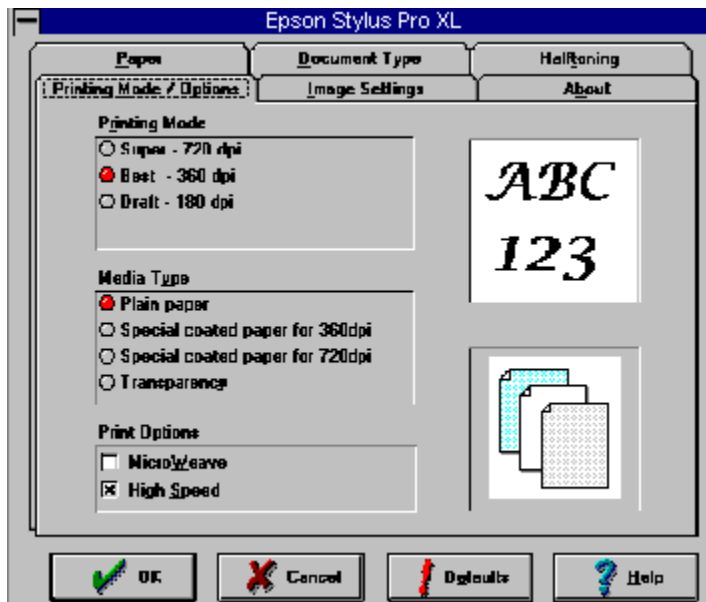 Epson Stylus Pro XL
Paper Document Type Halftoning
Printing Mode / Options Image Settings About
Printing Mode
Super - 720 dpi
Best - 360 dpi
Draft - 180 dpi
ABC
123
Media Type
Plain paper
Special coated paper for 360dpi
Special coated paper for 720dpi
Transparency
Print Options
MicroWeave
High Speed
OK Cancel Defaults Help